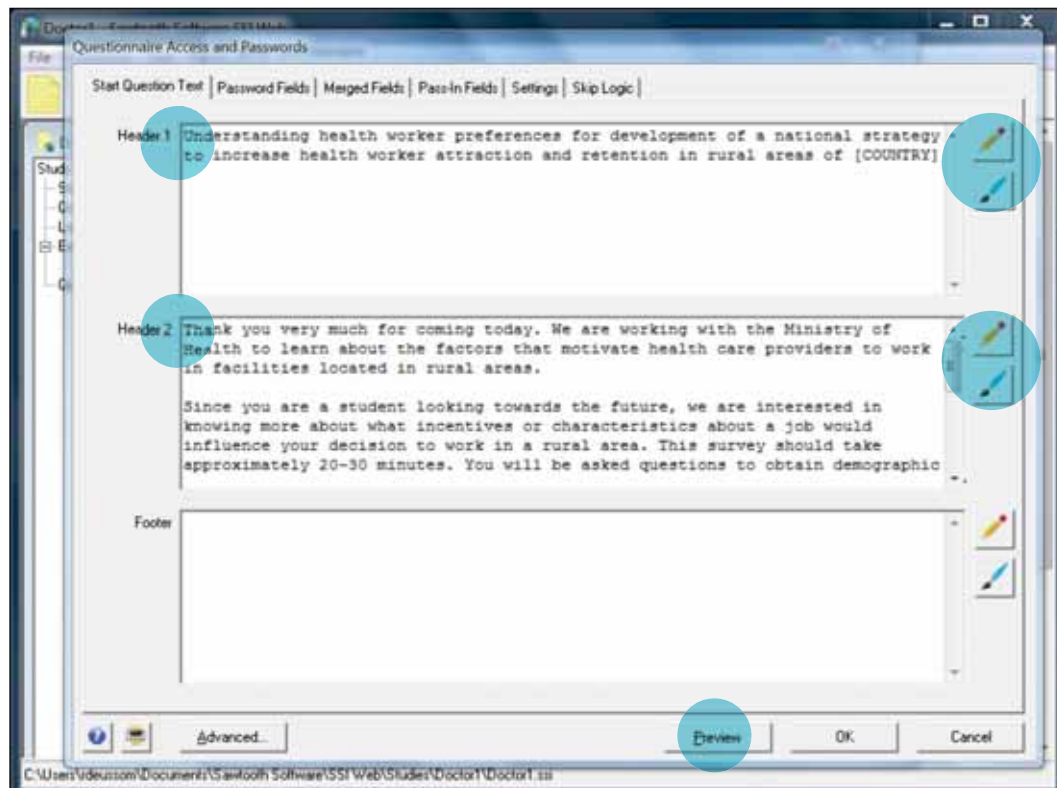 Doctor1 - Sawtooth Software SSI Web
File
Questionnaire Access and Passwords
Start Question Text | Password Fields | Merged Fields | Pass-In Fields | Settings | Skip Logic
Stud
Header 1
Understanding health worker preferences for development of a national strategy
to increase health worker attraction and retention in rural areas of [COUNTRY]
Header 2
Thank you very much for coming today. We are working with the Ministry of
Health to learn about the factors that motivate health care providers to work
in facilities located in rural areas.
Since you are a student looking towards the future, we are interested in
knowing more about what incentives or characteristics about a job would
influence your decision to work in a rural area. This survey should take
approximately 20-30 minutes. You will be asked questions to obtain demographic
Footer
Advanced... Preview OK Cancel
C:\Users\rdeussom\Documents\Sawtooth Software\SSI Web\Studies\Doctor1\Doctor1.ssi